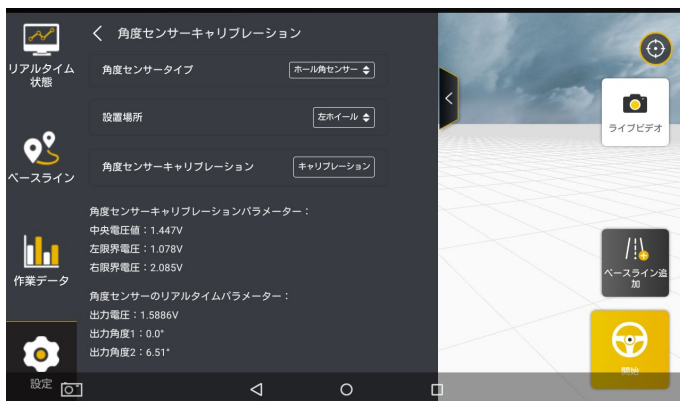 角度センサーキャリブレーション
リアルタイム
状態
角度センサータイプ
ホール角センサー
設置場所
左ホイール
ライブビデオ
ベースライン
角度センサーキャリブレーション
キャリブレーション
角度センサーキャリブレーションパラメーター：
中央電圧値：1.447V
左限界電圧：1.078V
右限界電圧：2.085V
作業データ
ベースライン追
加
角度センサーのリアルタイムパラメーター：
出力電圧：1.5886V
出力角度1：0.0°
出力角度2：6.51°
設定
開始